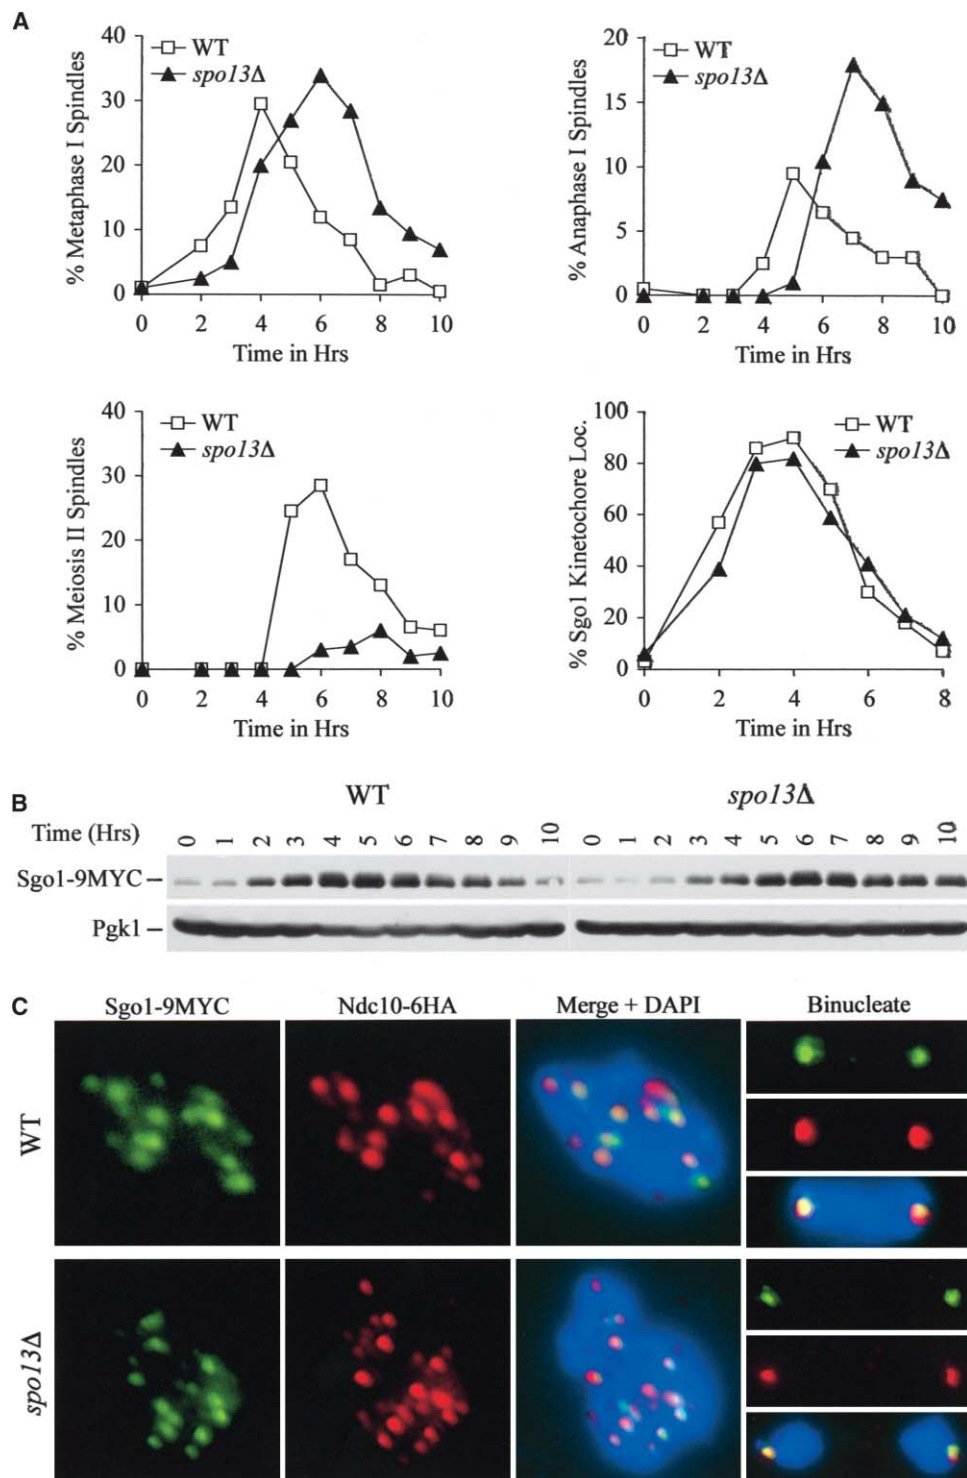 A
WT
spo13Δ
% Metaphase I Spindles
40
30
20
10
0
0 2 4 6 8 10
Time in Hrs
WT
spo13Δ
% Anaphase I Spindles
20
15
10
5
0
0 2 4 6 8 10
Time in Hrs
WT
spo13Δ
% Meiosis II Spindles
40
30
20
10
0
0 2 4 6 8 10
Time in Hrs
WT
spo13Δ
% Sgo1 Kinetochore Loc.
100
80
60
40
20
0
0 2 4 6 8
Time in Hrs
B
WT spo13Δ
Time (Hrs) 0 1 2 3 4 5 6 7 8 9 10 0 1 2 3 4 5 6 7 8 9 10
Sgo1-9MYC
Pgk1
C
Sgo1-9MYC Ndc10-6HA Merge + DAPI Binucleate
WT
spo13Δ